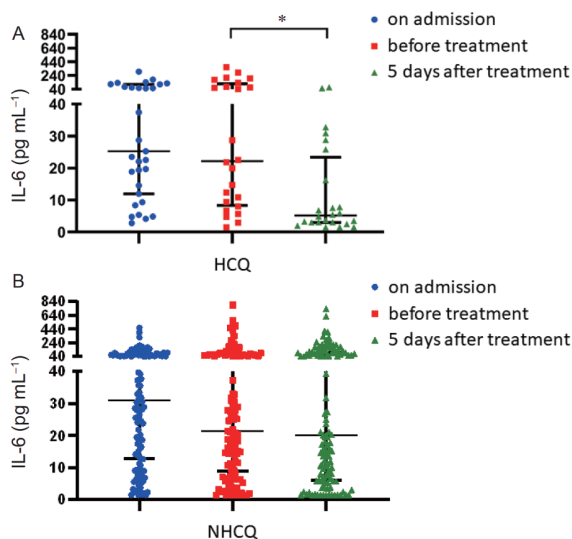 A
840
640
440
240
40
40
30
20
10
0
IL-6 (pg mL⁻¹)
*
on admission
before treatment
5 days after treatment
HCQ
B
840
640
440
240
40
40
30
20
10
0
IL-6 (pg mL⁻¹)
on admission
before treatment
5 days after treatment
NHCQ